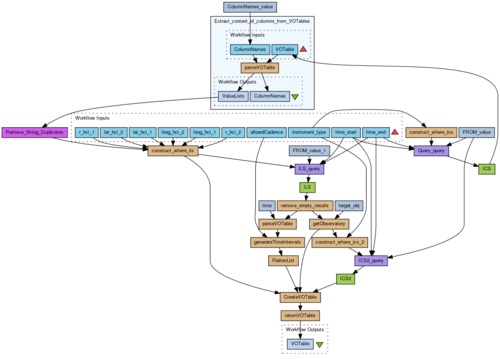 ColumnNames_value
Extract_content_of_columns_from_VOTables
Workflow Inputs
ColumnNames
VOTable
parseVOTable
Workflow Outputs
ValueLists
ColumnNames
Workflow Inputs
Remove_String_Duplicates
r_hci_1
lat_hci_2
lat_hci_1
long_hci_2
long_hci_1
r_hci_2
allowedCadence
instrument_type
time_start
time_end
construct_where_ics
FROM_value
construct_where_ils
FROM_value_1
Query_query
ILS_query
ICS
ILS
time
remove_empty_results
target_obj
parseVOTable
getObservatory
generateTimeIntervals
construct_where_ics_2
FlattenList
ICS2_query
ICS2
CreateVOTable
returnVOTable
Workflow Outputs
VOTable